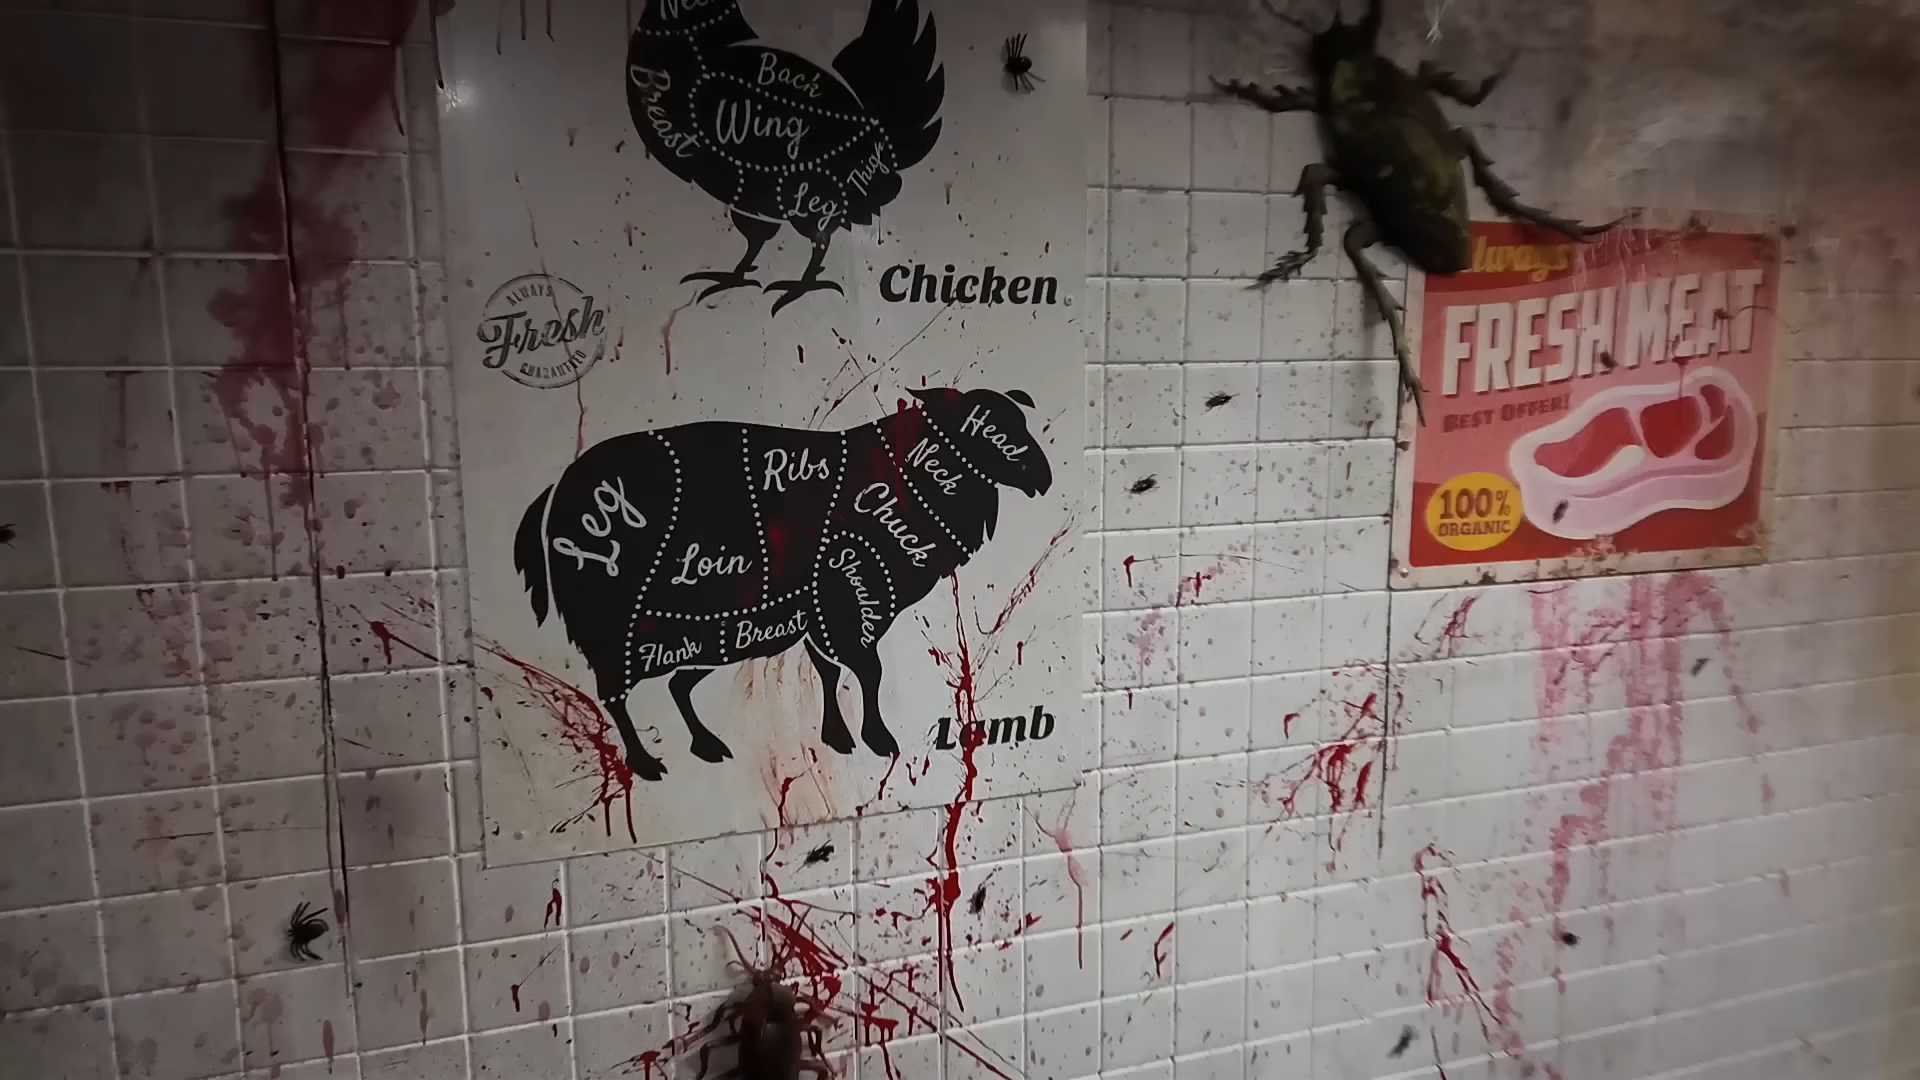 Neck
Back
Breast
Wing
Thigh
Leg
Chicken
ALWAYS
Fresh
GUARANTEED
Head
Neck
Ribs
Chuck
Leg
Loin
Shoulder
Flank
Breast
Lamb
Always
FRESH MEAT
BEST OFFER!
100%
ORGANIC